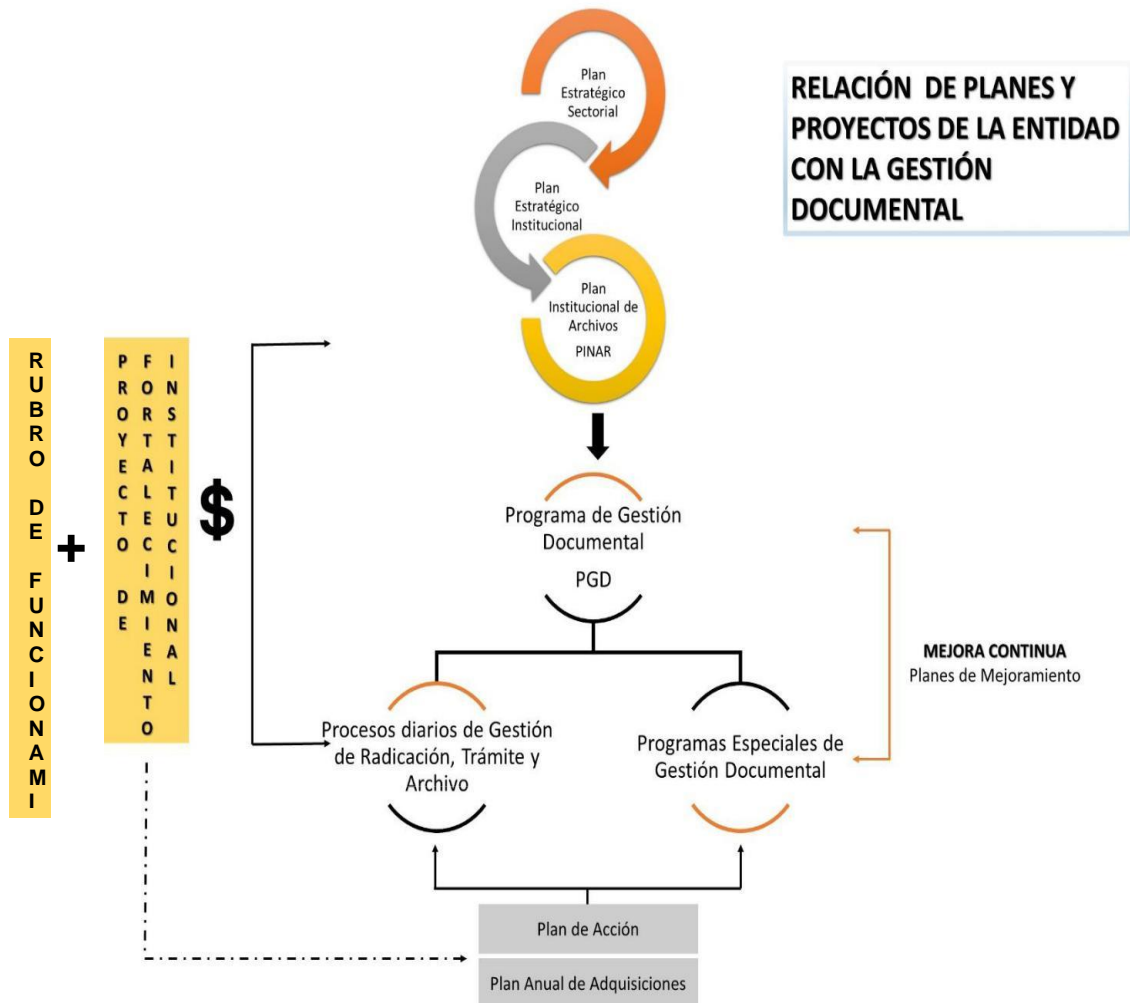 Plan
Estratégico
Sectorial
RELACIÓN DE PLANES Y
PROYECTOS DE LA ENTIDAD
CON LA GESTIÓN
DOCUMENTAL
Plan
Estratégico
Institucional
Plan
Institucional de
Archivos
PINAR
RUBRO DE FUNCIONAMI
+
PROYECTO DE
FORTALECIMIENTO
INSTITUCIONAL
$
Programa de Gestión
Documental
PGD
MEJORA CONTINUA
Planes de Mejoramiento
Procesos diarios de Gestión
de Radicación, Trámite y
Archivo
Programas Especiales de
Gestión Documental
Plan de Acción
Plan Anual de Adquisiciones